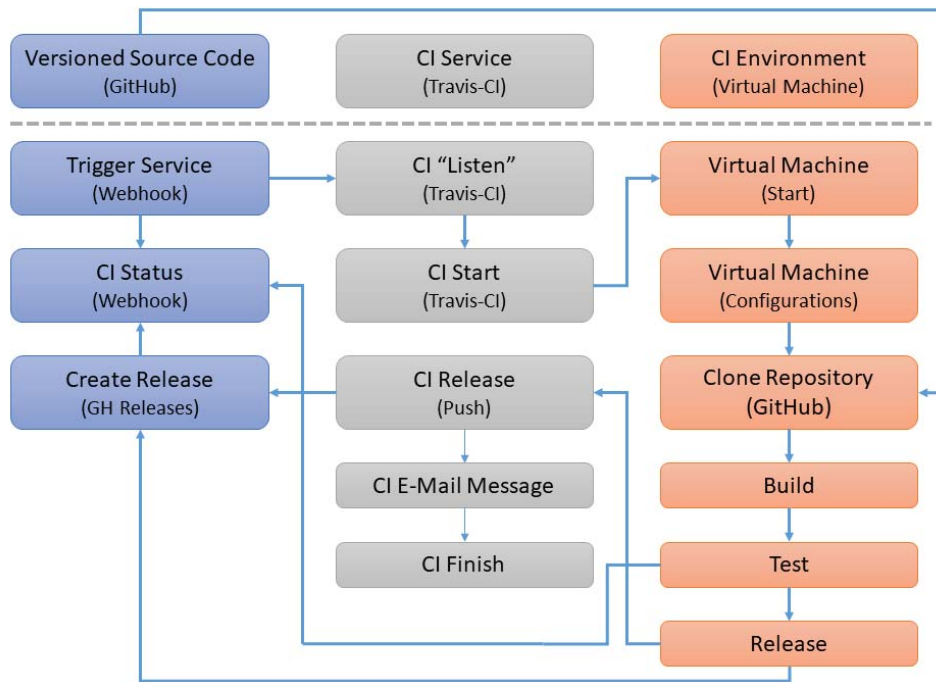 Versioned Source Code
(GitHub)
CI Service
(Travis-CI)
CI Environment
(Virtual Machine)
Trigger Service
(Webhook)
CI “Listen”
(Travis-CI)
Virtual Machine
(Start)
CI Status
(Webhook)
CI Start
(Travis-CI)
Virtual Machine
(Configurations)
Create Release
(GH Releases)
CI Release
(Push)
Clone Repository
(GitHub)
CI E-Mail Message
Build
CI Finish
Test
Release